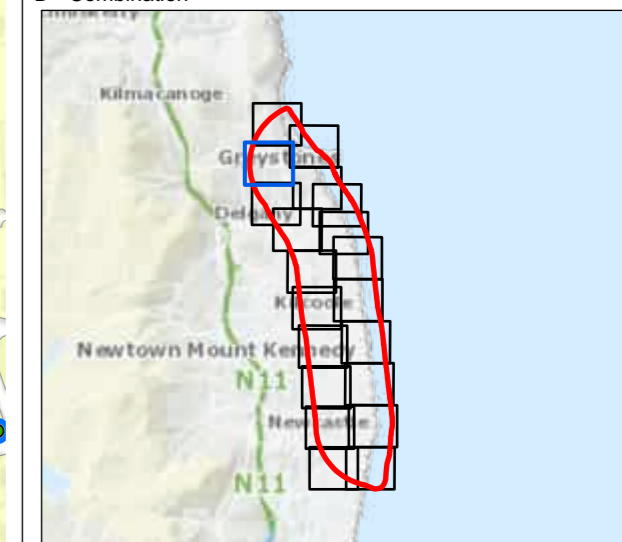 Kilmacanoge
Greystones
Delgany
Kilcoole
Newtown Mount Kennedy
N11
Newcastle
N11